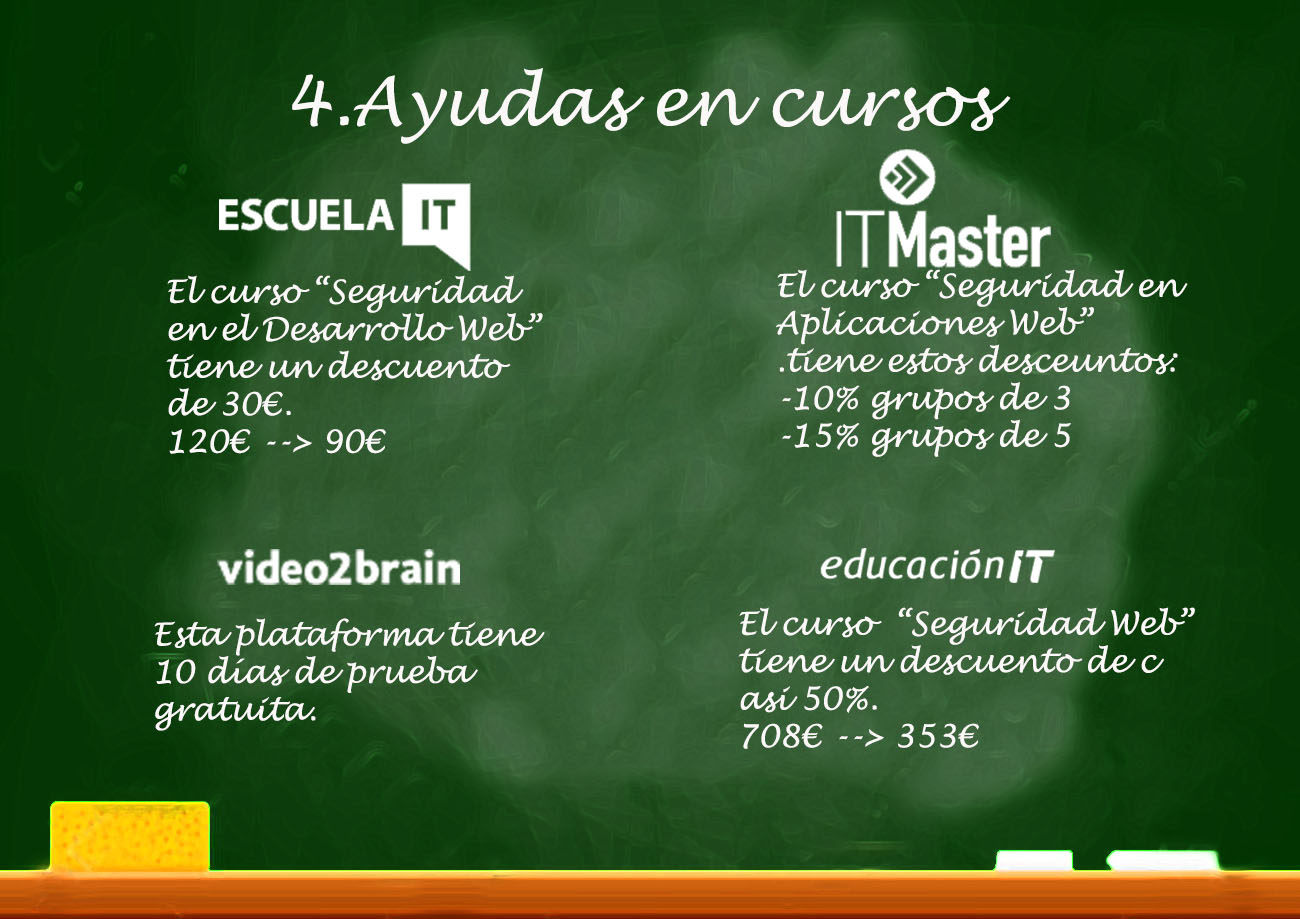 4.Ayudas en cursos
ESCUELA IT
El curso “Seguridad
en el Desarrollo Web”
tiene un descuento
de 30€.
120€ --> 90€
ITMaster
El curso “Seguridad en
Aplicaciones Web”
.tiene estos desceuntos:
-10% grupos de 3
-15% grupos de 5
video2brain
Esta plataforma tiene
10 días de prueba
gratuita.
educaciónIT
El curso  “Seguridad Web”
tiene un descuento de c
asi 50%.
708€ --> 353€